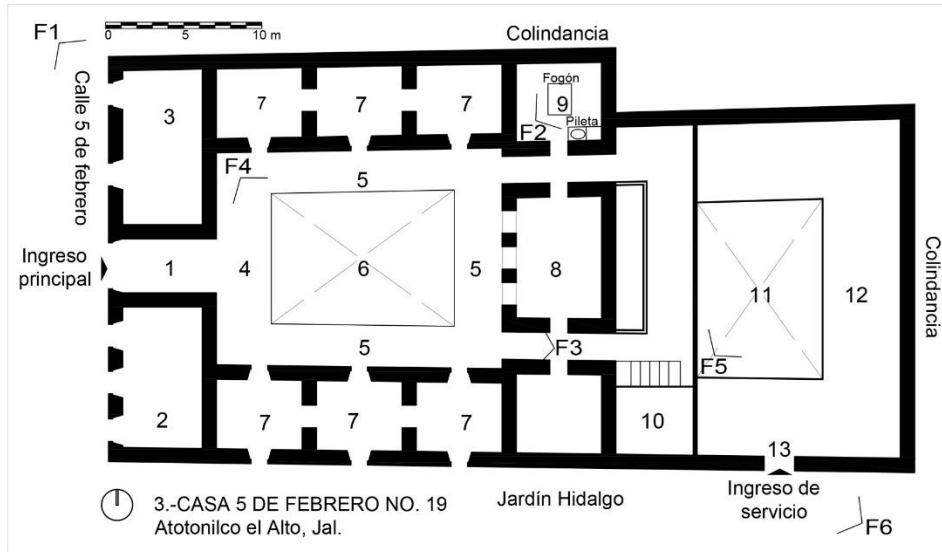 F1
0 5 10 m
Colindancia
Calle 5 de febrero
3
7
7
7
Fogón
9
F2
Pileta
F4
5
Ingreso
principal
1
4
6
5
8
11
12
Colindancia
5
F3
F5
2
7
7
7
10
13
3.-CASA 5 DE FEBRERO NO. 19
Atotonilco el Alto, Jal.
Jardín Hidalgo
Ingreso de
servicio
F6